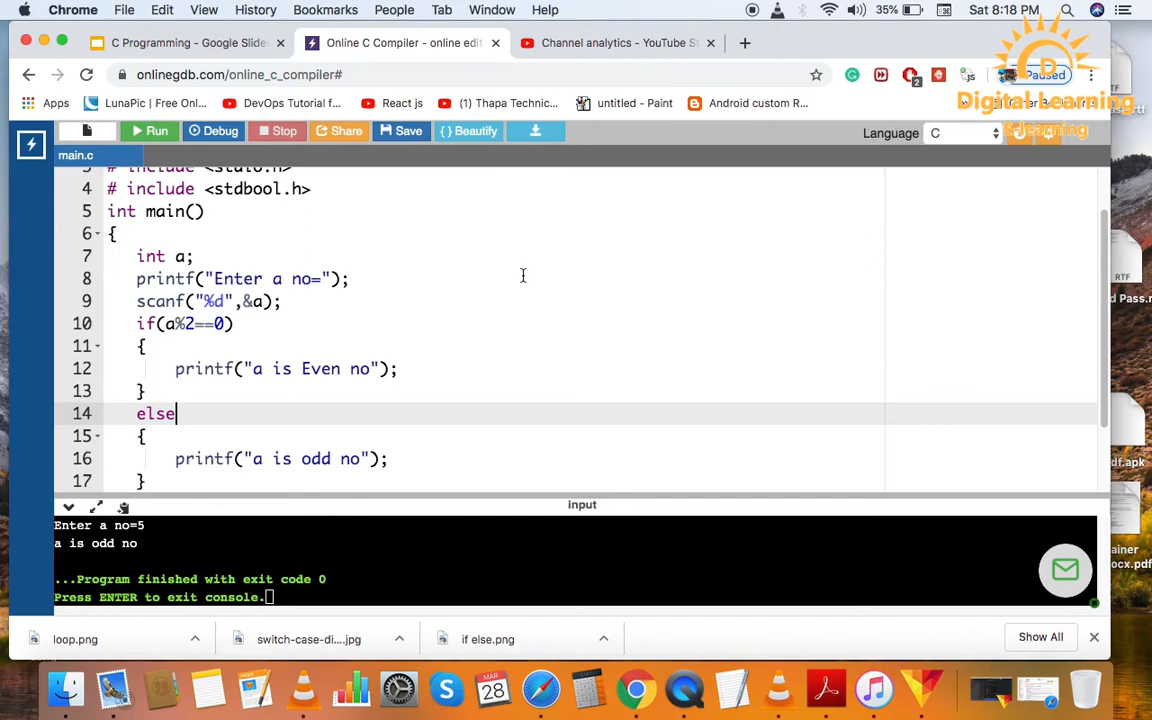 Chrome File Edit View History Bookmarks People Tab Window Help 35% Sat 8:18 PM
C Programming - Google Slides Online C Compiler - online edit Channel analytics - YouTube St
onlinegdb.com/online_c_compiler# Paused
Apps LunaPic | Free Onl... DevOps Tutorial f... React js (1) Thapa Technic... untitled - Paint Android custom R...
Digital Learning
E-learning
Run Debug Stop Share Save { } Beautify Language C
main.c
3 # include <stdio.h>
4 # include <stdbool.h>
5 int main()
6 {
7 int a;
8 printf("Enter a no=");
9 scanf("%d",&a);
10 if(a%2==0)
11 {
12 printf("a is Even no");
13 }
14 else
15 {
16 printf("a is odd no");
17 }
input
Enter a no=5
a is odd no
...Program finished with exit code 0
Press ENTER to exit console.
loop.png switch-case-di....jpg if else.png Show All
RTF
d Pass.r
df.apk
ainer
ocx.pdf
MAR
28